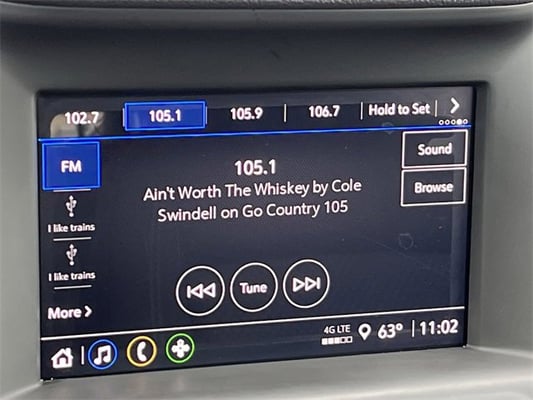 102.7 105.1 105.9 106.7 Hold to Set
FM
105.1
Sound
Ain't Worth The Whiskey by Cole
Swindell on Go Country 105
Browse
I like trains
I like trains
Tune
More
4G LTE
63° 11:02